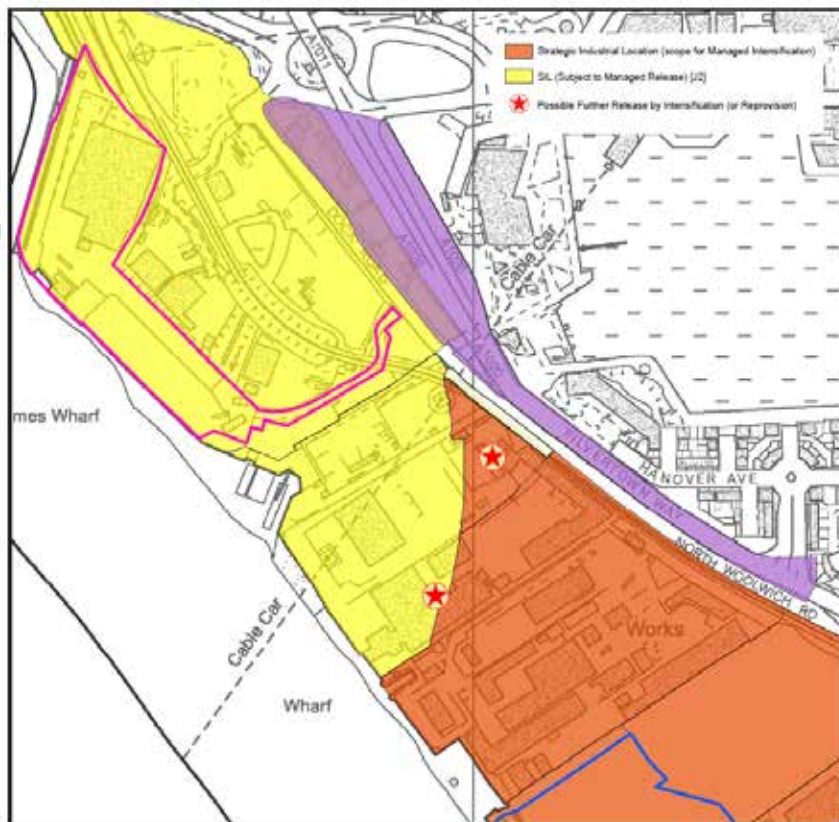 A1011
Strategic Industrial Location (scope for Managed Intensification)
SIL (Subject to Managed Release) [J2]
Possible Further Release by Intensification (or Reprovision)
Cable Car
mes Wharf
SILVERTOWN WAY
HANOVER AVE
NORTH WOOLWICH RD
Works
Cable Car
Wharf